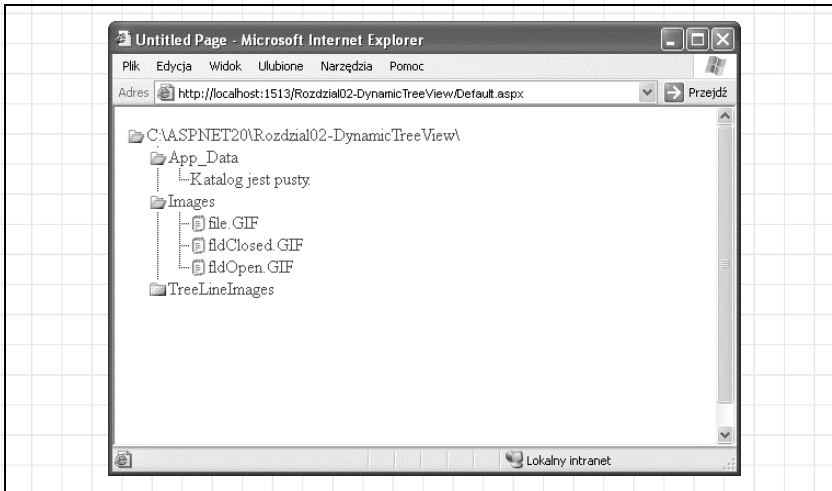 Untitled Page - Microsoft Internet Explorer
Plik Edycja Widok Ulubione Narzędzia Pomoc
Adres http://localhost:1513/Rozdzial02-DynamicTreeView/Default.aspx Przejdź
C:\ASPNET20\Rozdzial02-DynamicTreeView\
App_Data
Katalog jest pusty.
Images
file.GIF
fldClosed.GIF
fldOpen.GIF
TreeLineImages
Lokalny intranet